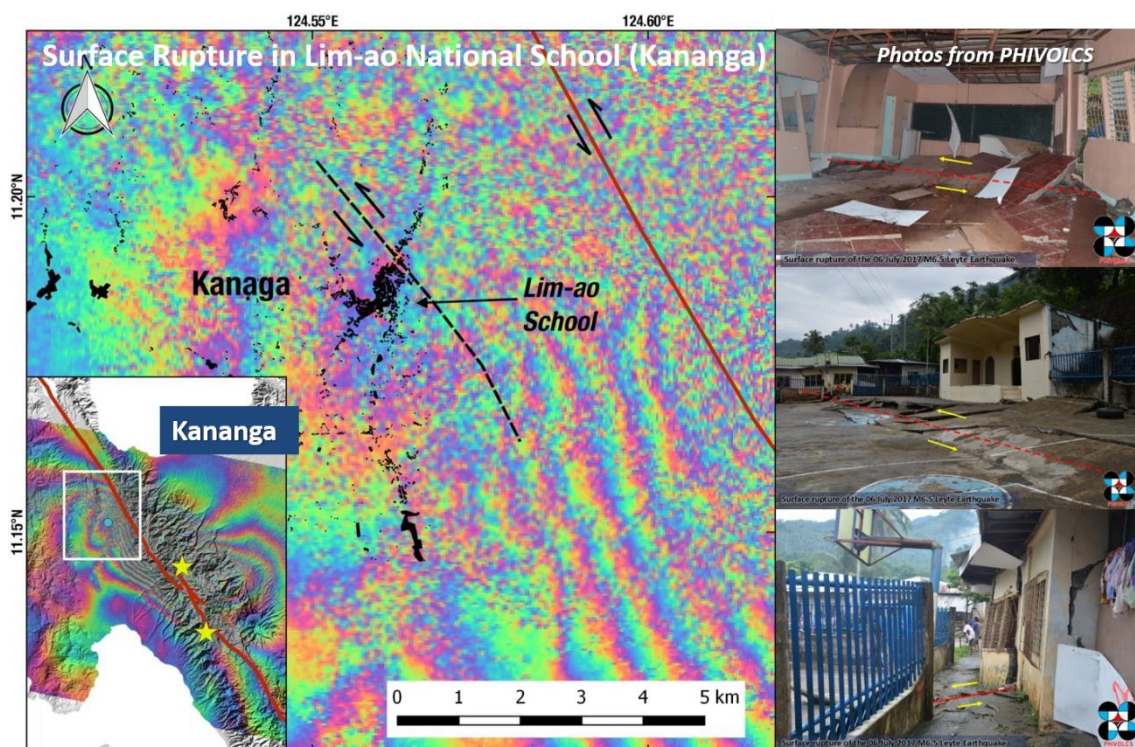 124.55°E
124.60°E
Surface Rupture in Lim-ao National School (Kananga)
Photos from PHIVOLCS
11.20°N
Kanaga
Lim-ao
School
Surface rupture of the 06 July 2017 M6.5 Leyte Earthquake
PHIVOLCS
11.15°N
Kananga
Surface rupture of the 06 July 2017 M6.5 Leyte Earthquake
PHIVOLCS
0 1 2 3 4 5 km
Surface rupture of the 06 July 2017 M6.5 Leyte Earthquake
PHIVOLCS